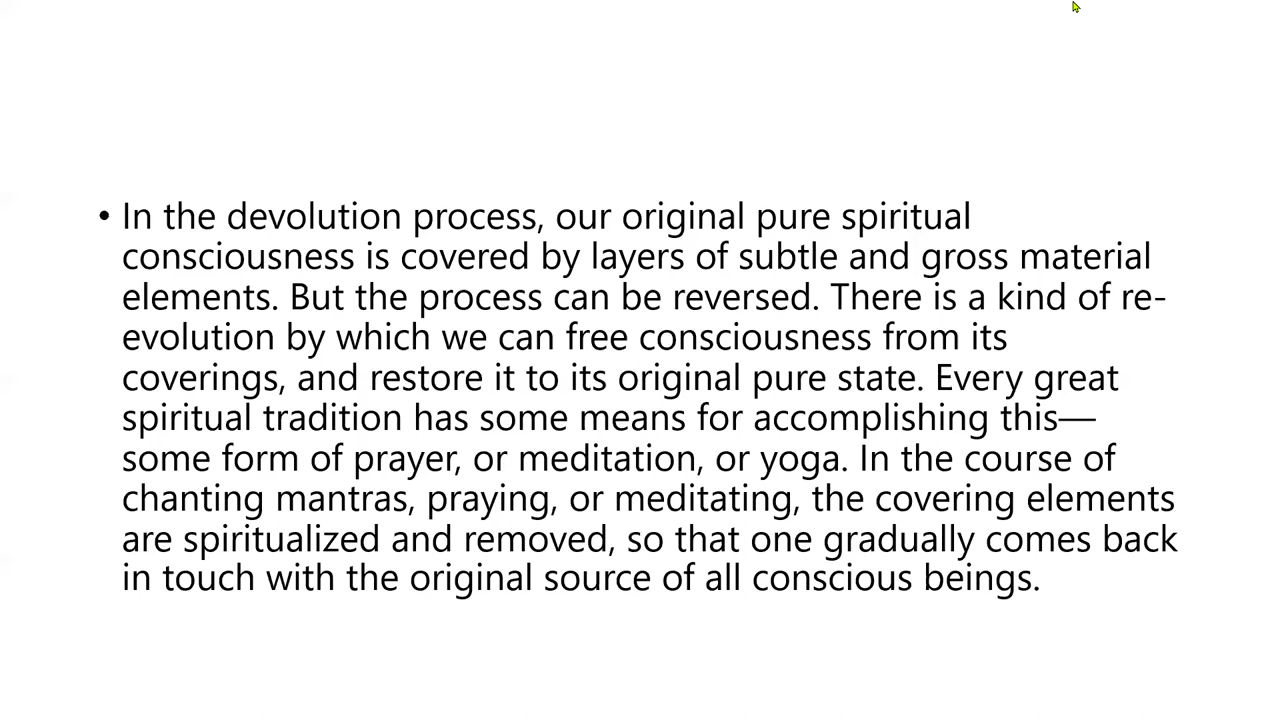 • In the devolution process, our original pure spiritual
consciousness is covered by layers of subtle and gross material
elements. But the process can be reversed. There is a kind of re-
evolution by which we can free consciousness from its
coverings, and restore it to its original pure state. Every great
spiritual tradition has some means for accomplishing this—
some form of prayer, or meditation, or yoga. In the course of
chanting mantras, praying, or meditating, the covering elements
are spiritualized and removed, so that one gradually comes back
in touch with the original source of all conscious beings.